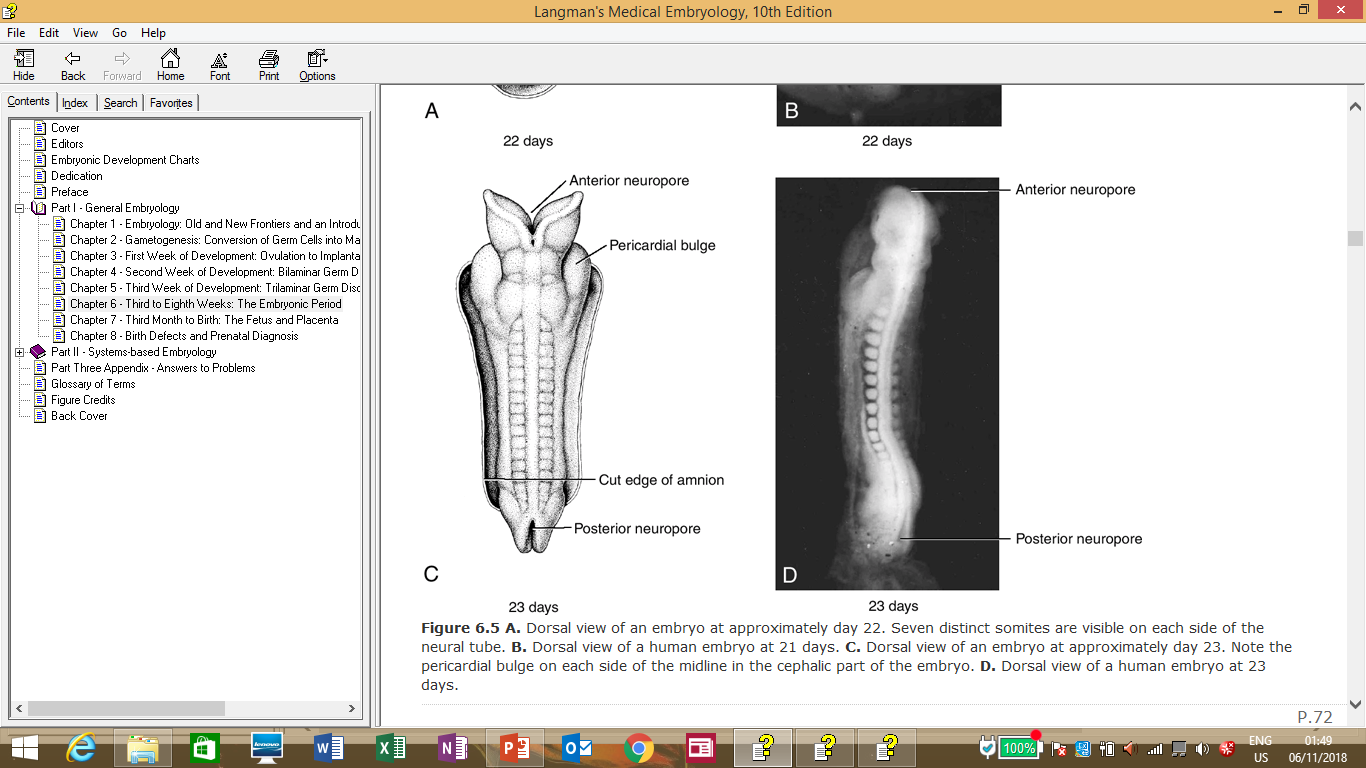 Langman's Medical Embryology, 10th Edition
File Edit View Go Help
Hide Back Forward Home Font Print Options
Contents Index Search Favorites
Cover
Editors
Embryonic Development Charts
Dedication
Preface
Part I - General Embryology
Chapter 1 - Embryology: Old and New Frontiers and an Introdu
Chapter 2 - Gametogenesis: Conversion of Germ Cells into Ma
Chapter 3 - First Week of Development: Ovulation to Implanta
Chapter 4 - Second Week of Development: Bilaminar Germ D
Chapter 5 - Third Week of Development: Trilaminar Germ Disc
Chapter 6 - Third to Eighth Weeks: The Embryonic Period
Chapter 7 - Third Month to Birth: The Fetus and Placenta
Chapter 8 - Birth Defects and Prenatal Diagnosis
Part II - Systems-based Embryology
Part Three Appendix - Answers to Problems
Glossary of Terms
Figure Credits
Back Cover
A
B
22 days
22 days
Anterior neuropore
Pericardial bulge
Cut edge of amnion
Posterior neuropore
C
23 days
Anterior neuropore
Posterior neuropore
D
23 days
Figure 6.5 A. Dorsal view of an embryo at approximately day 22. Seven distinct somites are visible on each side of the
neural tube. B. Dorsal view of a human embryo at 21 days. C. Dorsal view of an embryo at approximately day 23. Note the
pericardial bulge on each side of the midline in the cephalic part of the embryo. D. Dorsal view of a human embryo at 23
days.
P.72
lenovo
100%
ENG
US
01:49
06/11/2018